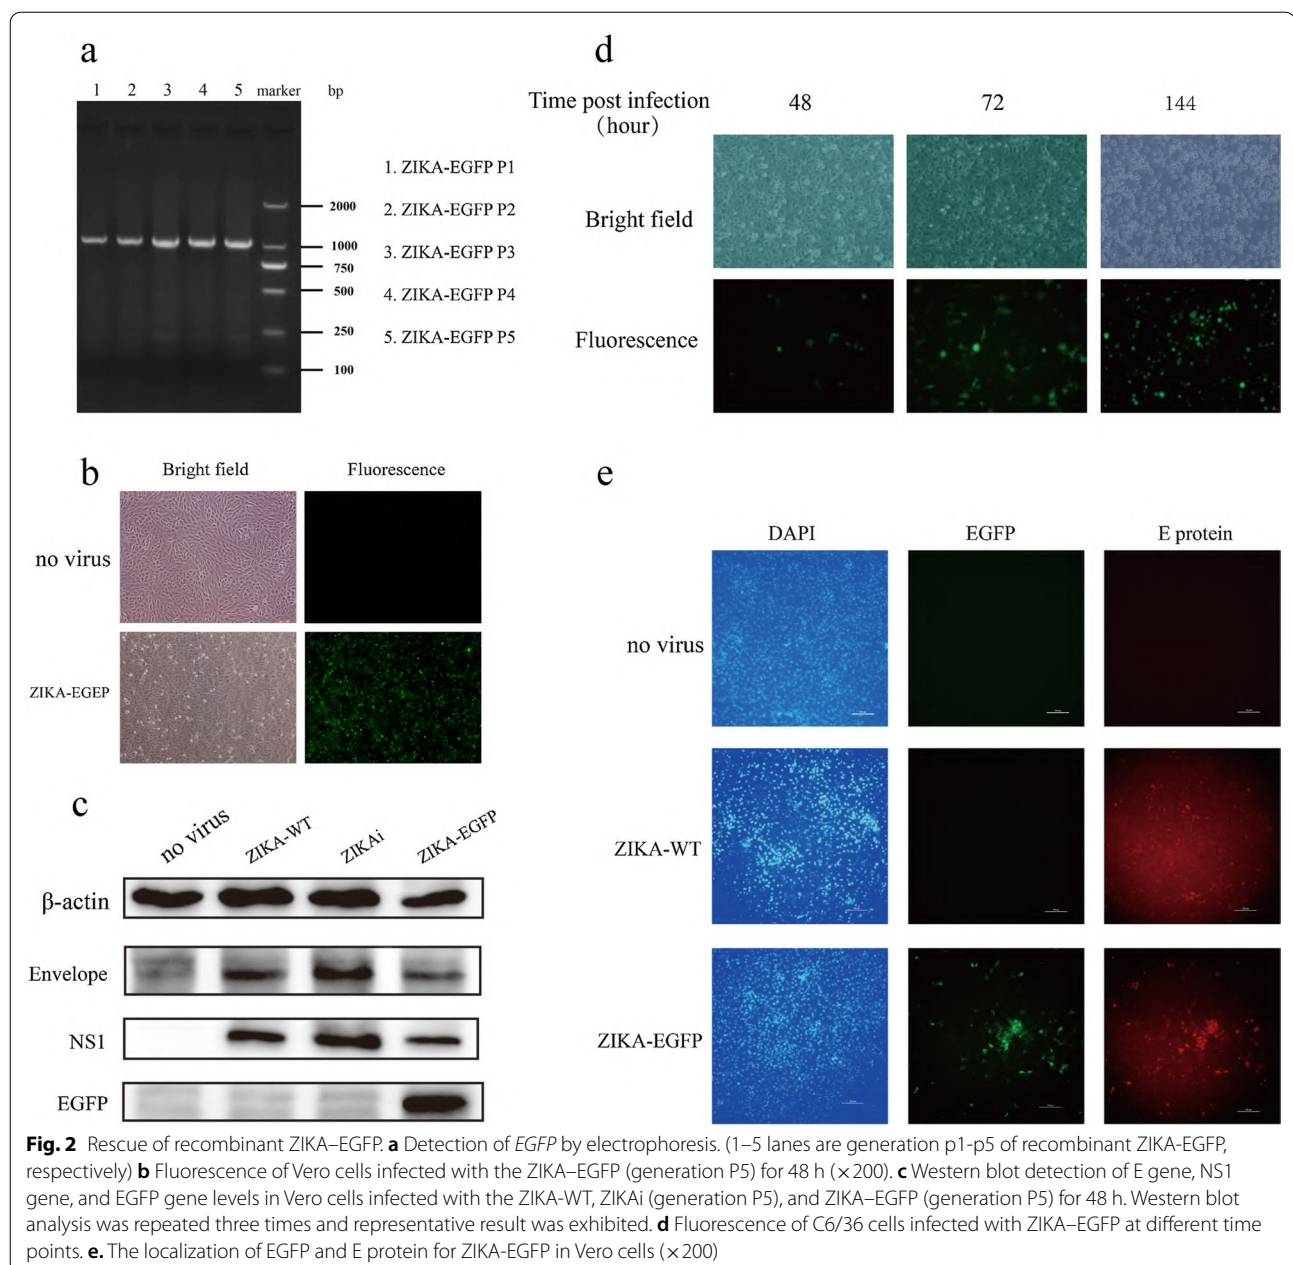 a
1 2 3 4 5 marker bp
2000
1000
750
500
250
100
1. ZIKA-EGFP P1
2. ZIKA-EGFP P2
3. ZIKA-EGFP P3
4. ZIKA-EGFP P4
5. ZIKA-EGFP P5
b
Bright field Fluorescence
no virus
ZIKA-EGEP
c
no virus ZIKA-WT ZIKAi ZIKA-EGFP
β-actin
Envelope
NS1
EGFP
d
Time post infection
(hour)
48 72 144
Bright field
Fluorescence
e
DAPI EGFP E protein
no virus
ZIKA-WT
ZIKA-EGFP
Fig. 2 Rescue of recombinant ZIKA–EGFP. a Detection of EGFP by electrophoresis. (1–5 lanes are generation p1-p5 of recombinant ZIKA-EGFP,
respectively) b Fluorescence of Vero cells infected with the ZIKA–EGFP (generation P5) for 48 h (×200). c Western blot detection of E gene, NS1
gene, and EGFP gene levels in Vero cells infected with the ZIKA-WT, ZIKAi (generation P5), and ZIKA–EGFP (generation P5) for 48 h. Western blot
analysis was repeated three times and representative result was exhibited. d Fluorescence of C6/36 cells infected with ZIKA–EGFP at different time
points. e. The localization of EGFP and E protein for ZIKA-EGFP in Vero cells (×200)